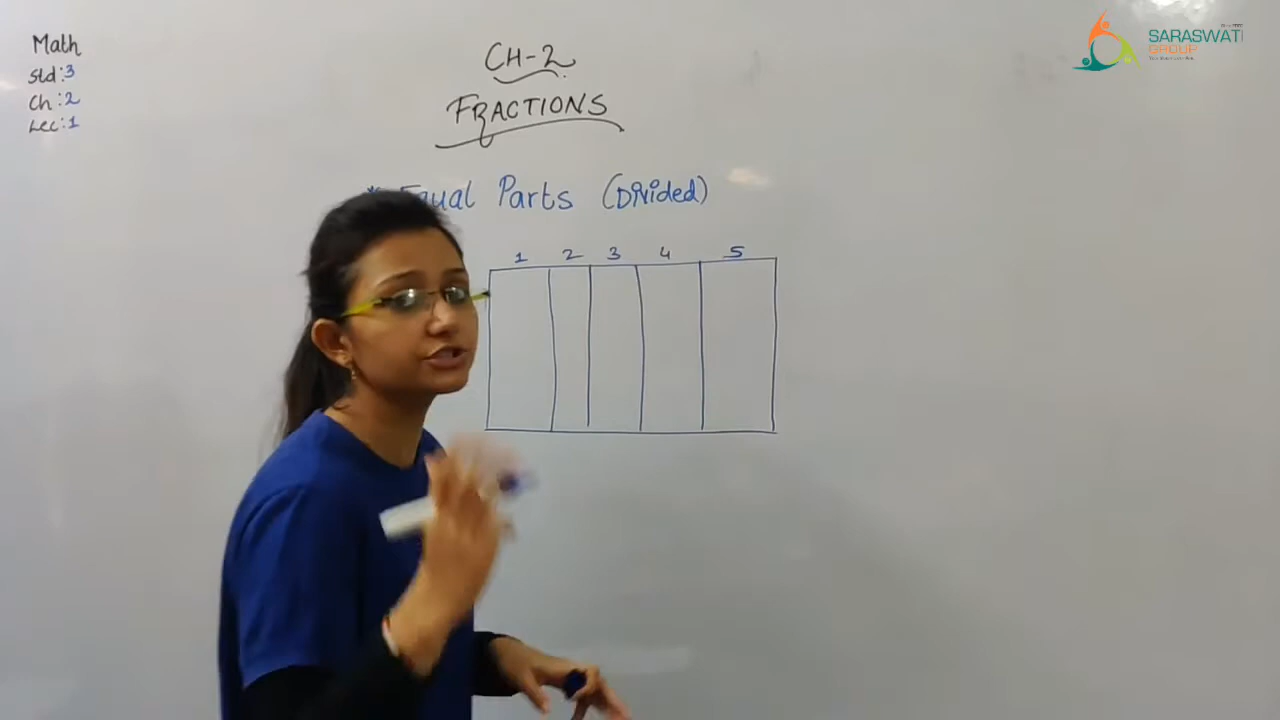 Math
Std:3
Ch:2
Lec:1
CH-2
FRACTIONS
* Equal Parts (Divided)
1 2 3 4 5
SARASWATI
GROUP